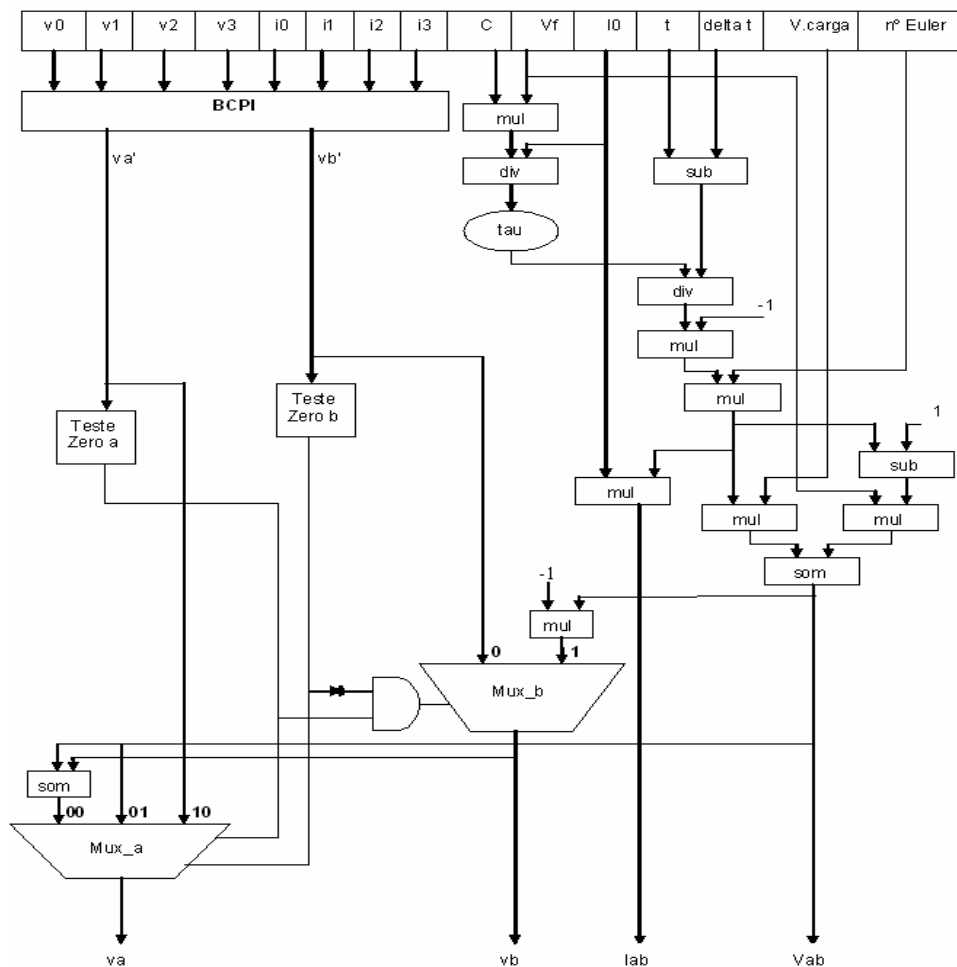 v0 v1 v2 v3 i0 i1 i2 i3 C Vf I0 t delta t V.carga nº Euler
BCPI
mul
va' vb' div sub
tau
div
-1
mul
mul
Teste
Zero a
Teste
Zero b
1
sub
mul
mul mul
som
-1
mul
0 1
Mux_b
som
00 01 10
Mux_a
va vb Iab Vab